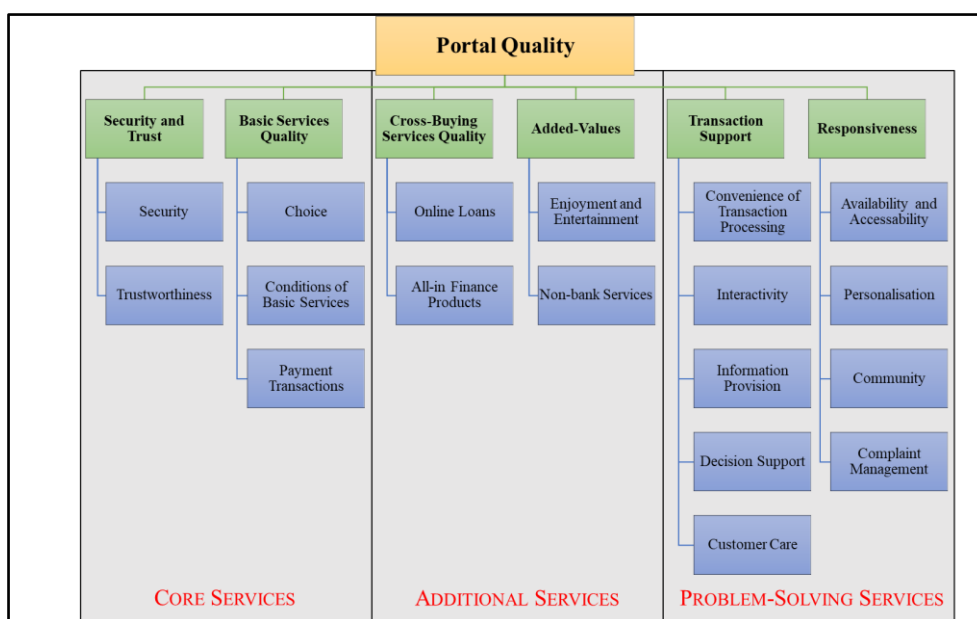 Portal Quality
Security and
Trust
Basic Services
Quality
Cross-Buying
Services Quality
Added-Values
Transaction
Support
Responsiveness
Security
Choice
Online Loans
Enjoyment and
Entertainment
Convenience of
Transaction
Processing
Availability and
Accessability
Trustworthiness
Conditions of
Basic Services
All-in Finance
Products
Non-bank Services
Interactivity
Personalisation
Payment
Transactions
Information
Provision
Community
Decision Support
Complaint
Management
Customer Care
CORE SERVICES
ADDITIONAL SERVICES
PROBLEM-SOLVING SERVICES